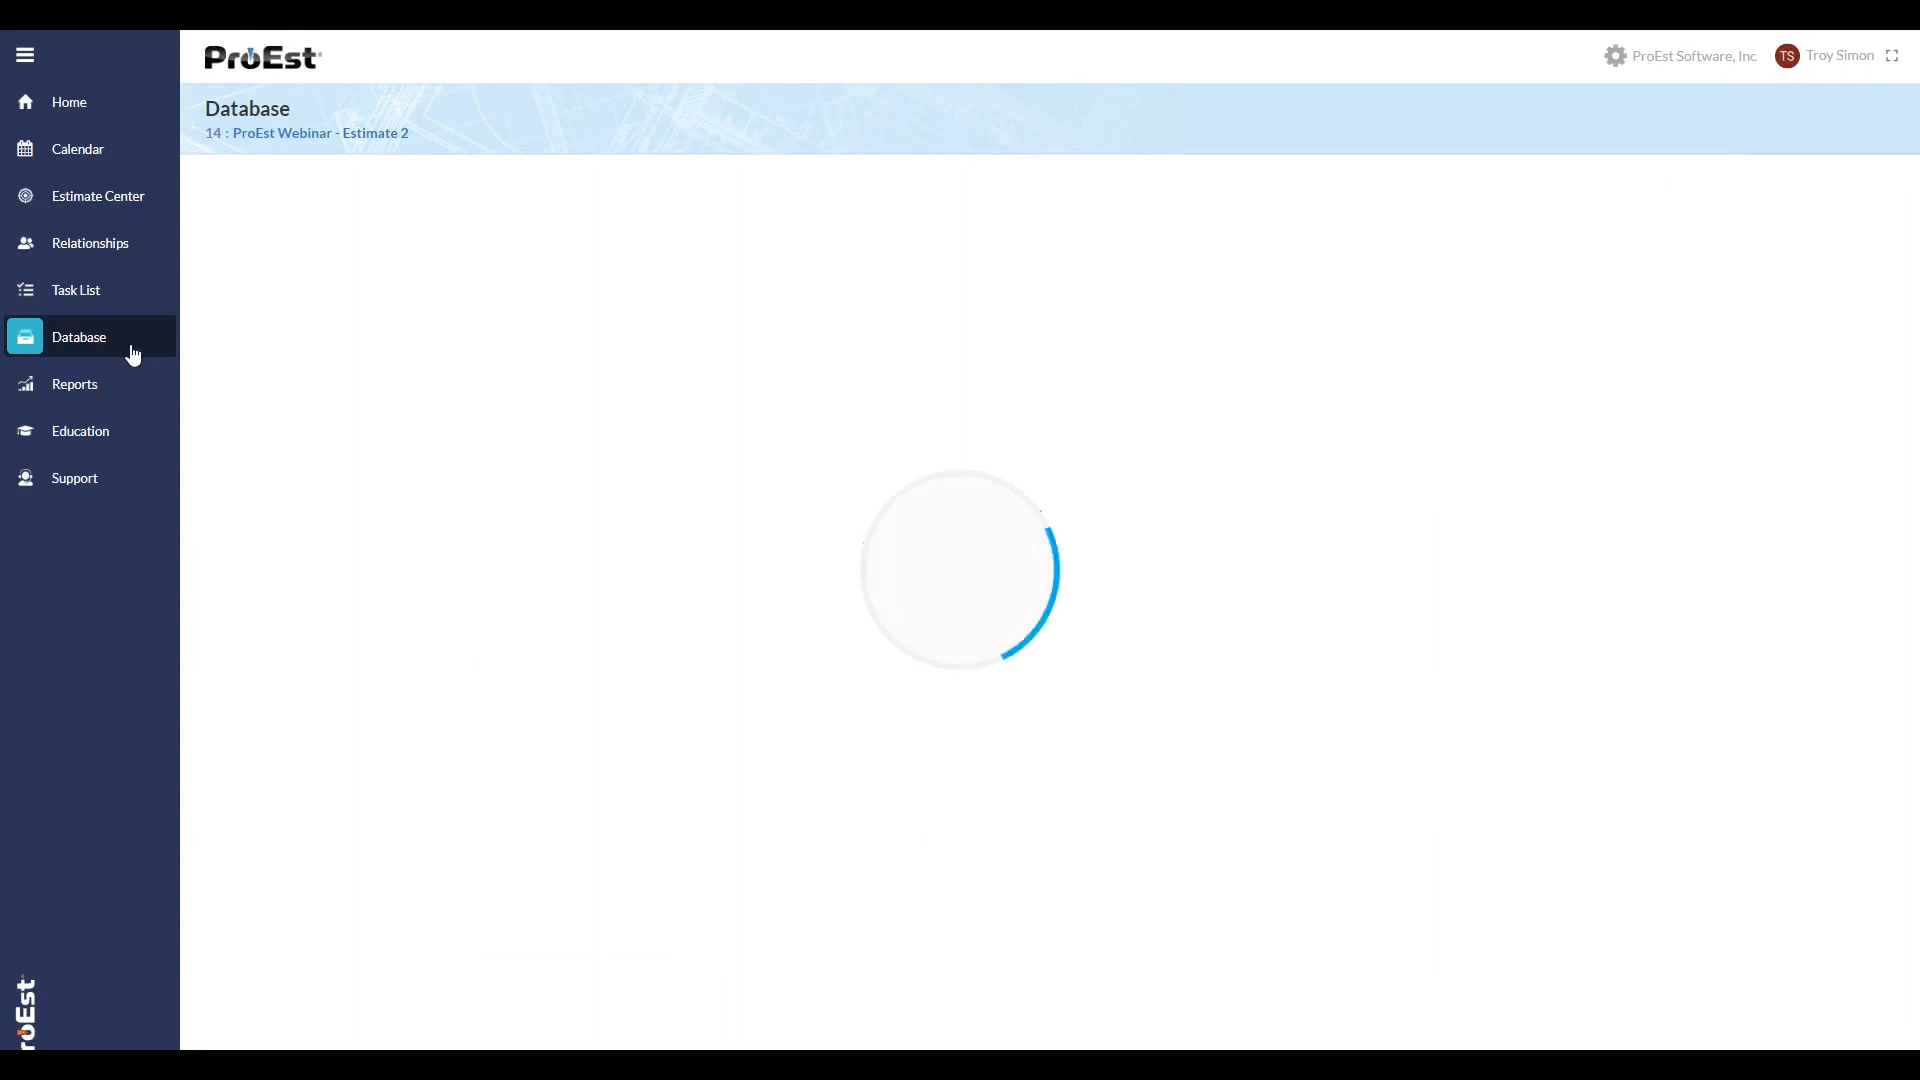 ProEst
ProEst Software, Inc
TS
Troy Simon
Home
Database
14 : ProEst Webinar - Estimate 2
Calendar
Estimate Center
Relationships
Task List
Database
Reports
Education
Support
roEst